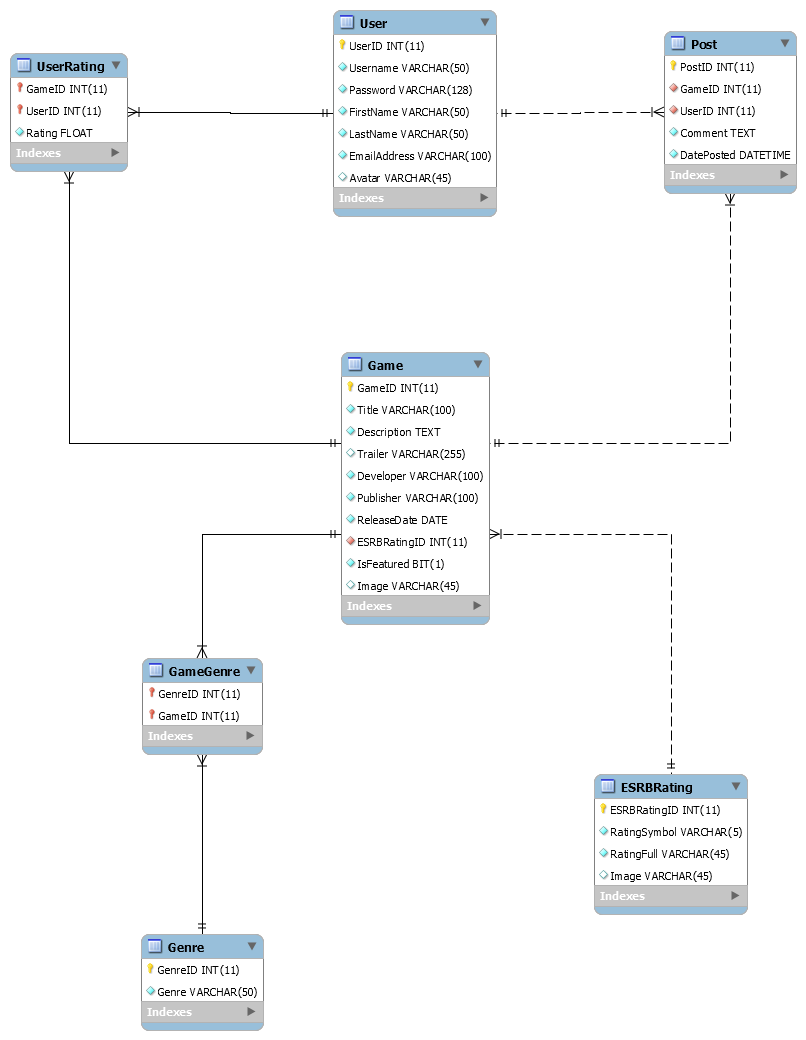 User
UserID INT(11)
Username VARCHAR(50)
Password VARCHAR(128)
FirstName VARCHAR(50)
LastName VARCHAR(50)
EmailAddress VARCHAR(100)
Avatar VARCHAR(45)
Indexes
UserRating
GameID INT(11)
UserID INT(11)
Rating FLOAT
Indexes
Post
PostID INT(11)
GameID INT(11)
UserID INT(11)
Comment TEXT
DatePosted DATETIME
Indexes
Game
GameID INT(11)
Title VARCHAR(100)
Description TEXT
Trailer VARCHAR(255)
Developer VARCHAR(100)
Publisher VARCHAR(100)
ReleaseDate DATE
ESRBRatingID INT(11)
IsFeatured BIT(1)
Image VARCHAR(45)
Indexes
GameGenre
GenreID INT(11)
GameID INT(11)
Indexes
ESRBRating
ESRBRatingID INT(11)
RatingSymbol VARCHAR(5)
RatingFull VARCHAR(45)
Image VARCHAR(45)
Indexes
Genre
GenreID INT(11)
Genre VARCHAR(50)
Indexes